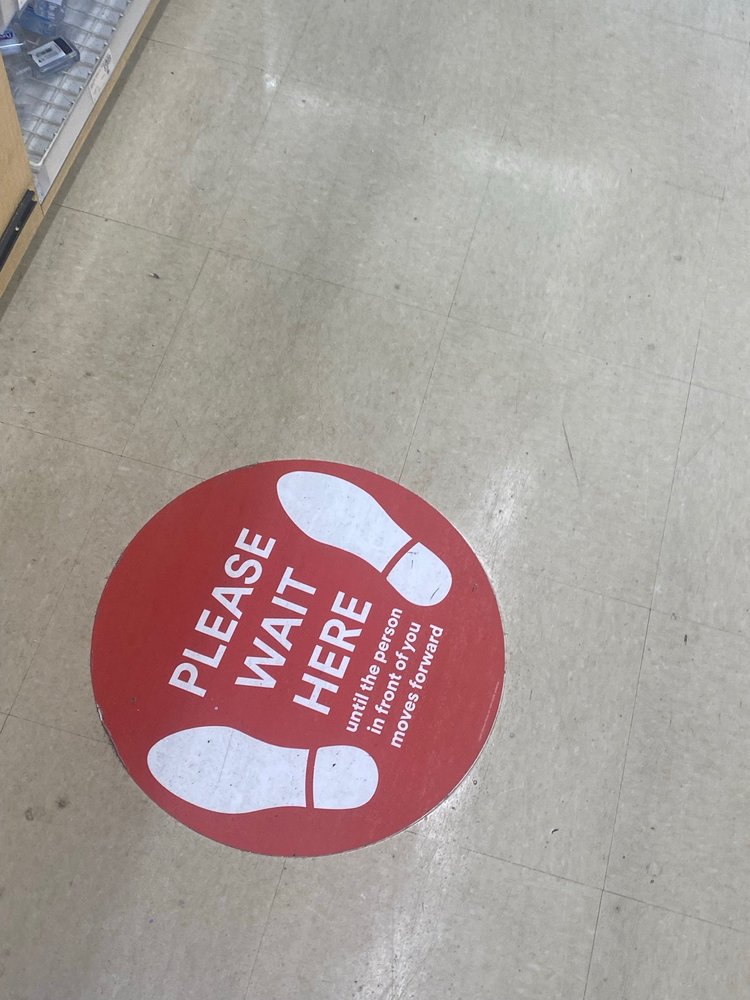 PLEASE
WAIT
HERE
until the person
in front of you
moves forward